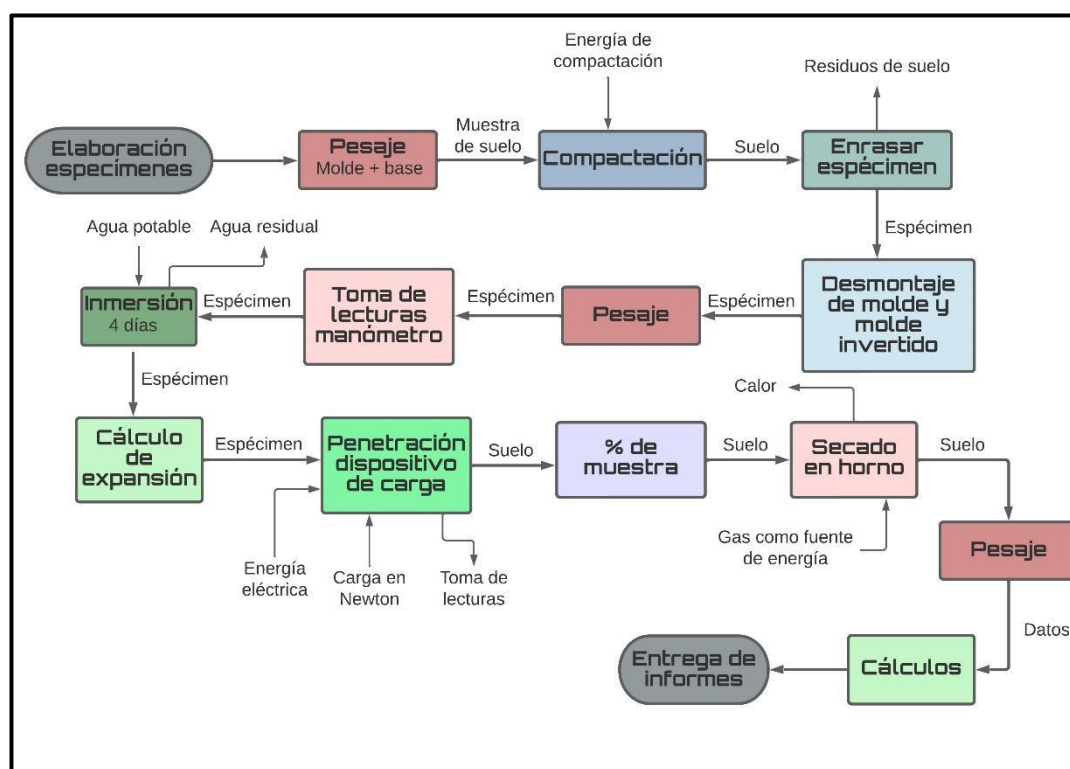 Energía de
compactación
Residuos de suelo
Elaboración
especímenes
Pesaje
Molde + base
Muestra
de suelo
Compactación
Suelo
Enrasar
espécimen
Espécimen
Agua potable
Agua residual
Inmersión
4 días
Espécimen
Toma de
lecturas
manómetro
Espécimen
Pesaje
Espécimen
Desmontaje
de molde y
molde
invertido
Espécimen
Calor
Cálculo
de
expansión
Espécimen
Penetración
dispositivo
de carga
Suelo
% de
muestra
Suelo
Secado
en horno
Suelo
Energía
eléctrica
Carga en
Newton
Toma de
lecturas
Gas como fuente
de energía
Pesaje
Datos
Cálculos
Entrega de
informes